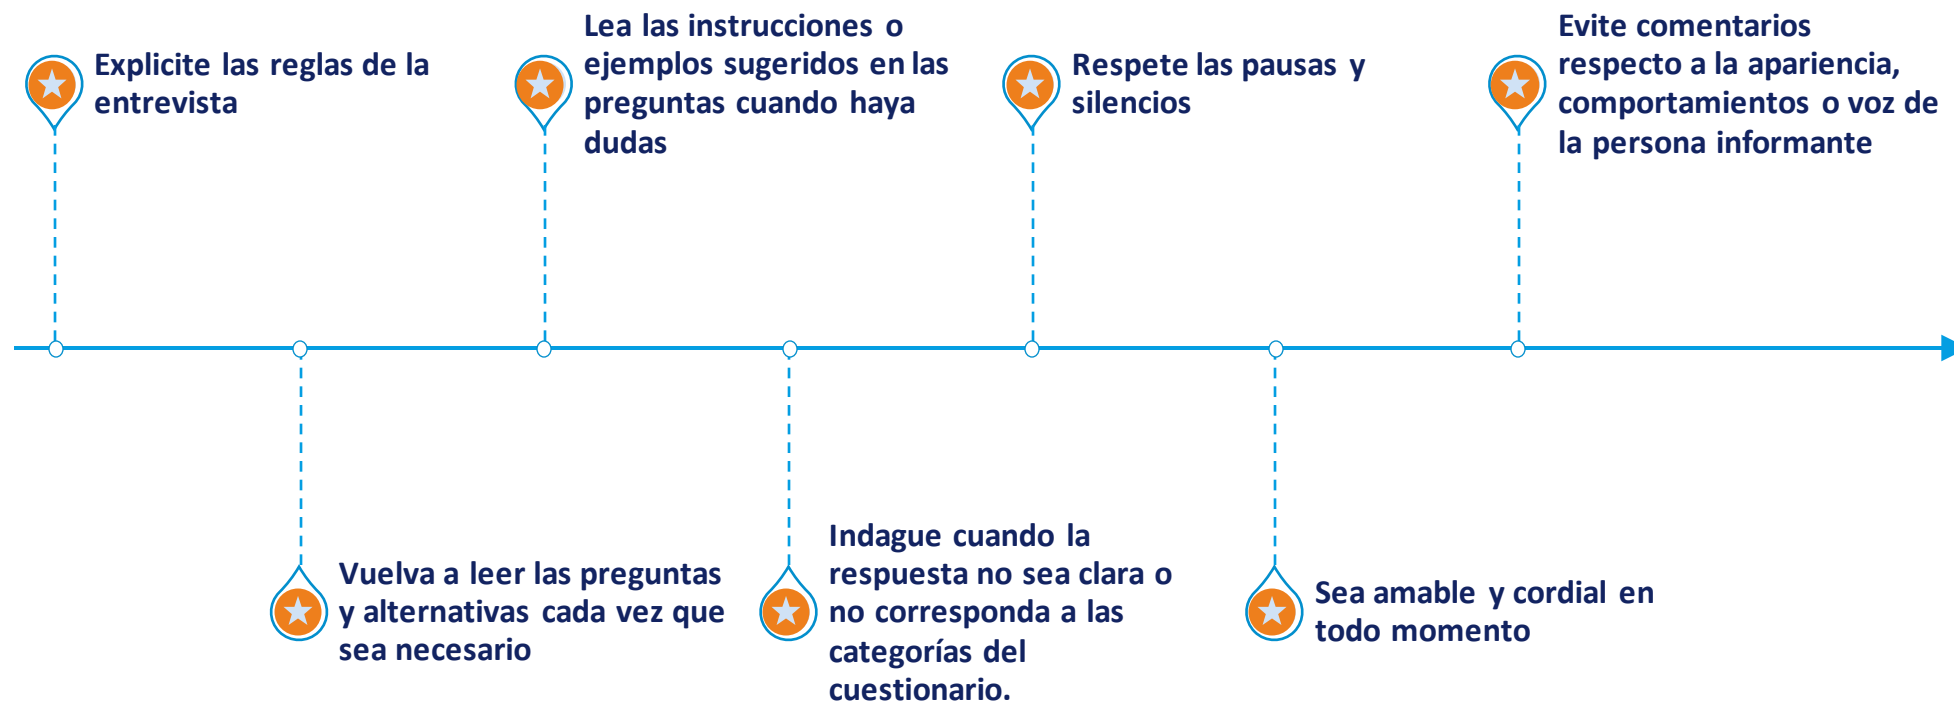 Explicite las reglas de la
entrevista
Vuelva a leer las preguntas
y alternativas cada vez que
sea necesario
Lea las instrucciones o
ejemplos sugeridos en las
preguntas cuando haya
dudas
Indague cuando la
respuesta no sea clara o
no corresponda a las
categorías del
cuestionario.
Respete las pausas y
silencios
Sea amable y cordial en
todo momento
Evite comentarios
respecto a la apariencia,
comportamientos o voz de
la persona informante